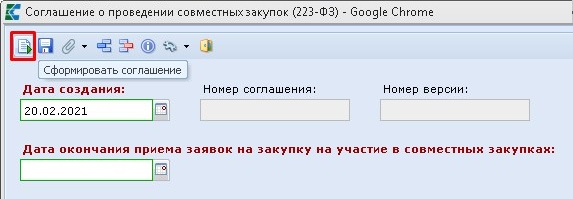 Соглашение о проведении совместных закупок (223-ФЗ) - Google Chrome
Сформировать соглашение
Дата создания: Номер соглашения: Номер версии:
20.02.2021
Дата окончания приема заявок на закупку на участие в совместных закупках: